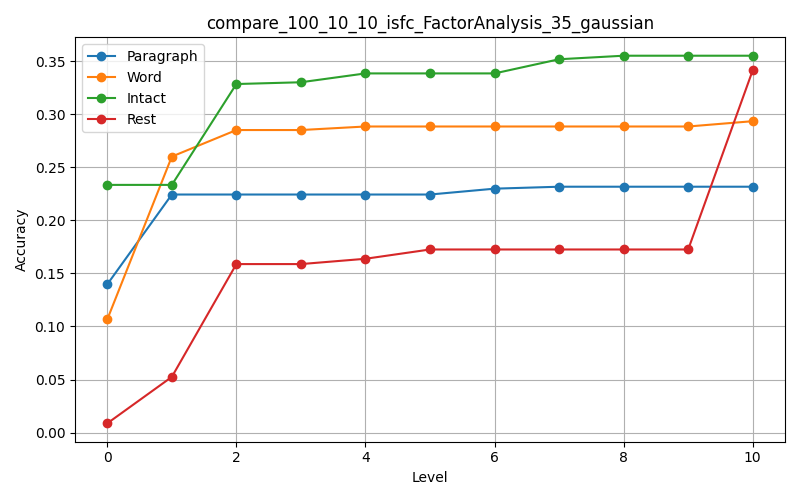 compare_100_10_10_isfc_FactorAnalysis_35_gaussian
Paragraph
Word
Intact
Rest
Accuracy
0.35
0.30
0.25
0.20
0.15
0.10
0.05
0.00
0 2 4 6 8 10
Level